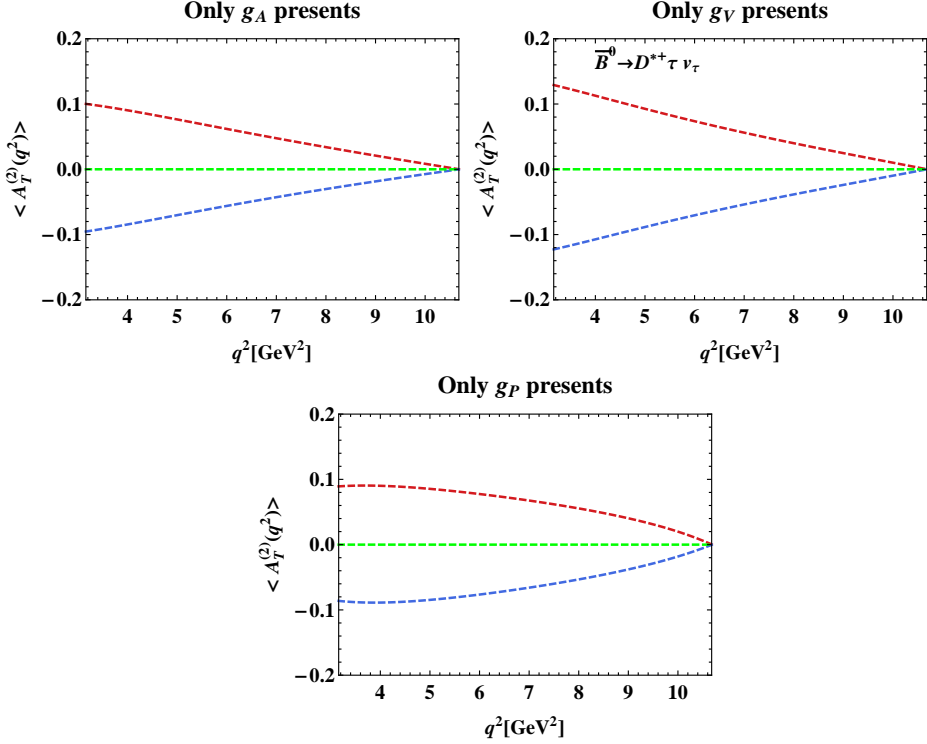 Only g_A presents
Only g_V presents
0.2
0.1
0.0
−0.1
−0.2
< A_T^(2)(q^2)>
4 5 6 7 8 9 10
q^2[GeV^2]
B̅^0→D^*+ τ ν_τ
0.2
0.1
0.0
−0.1
−0.2
< A_T^(2)(q^2)>
4 5 6 7 8 9 10
q^2[GeV^2]
Only g_P presents
0.2
0.1
0.0
−0.1
−0.2
< A_T^(2)(q^2)>
4 5 6 7 8 9 10
q^2[GeV^2]